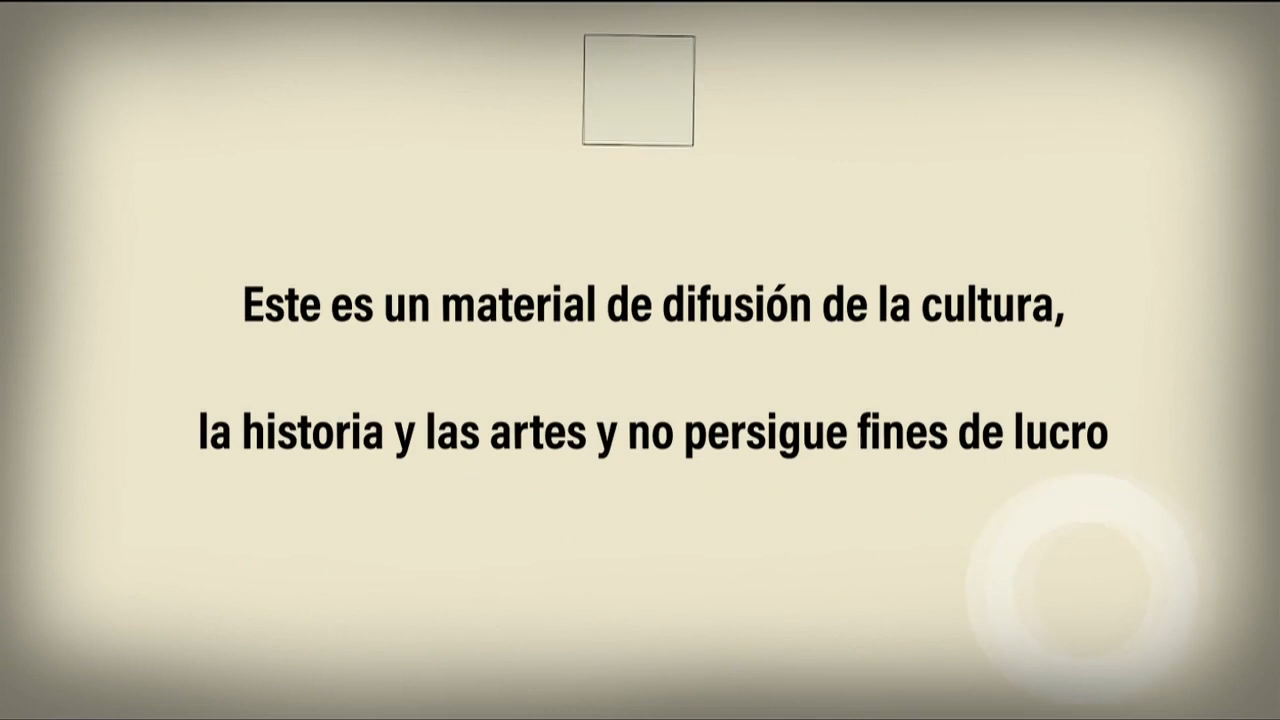 Este es un material de difusión de la cultura,
la historia y las artes y no persigue fines de lucro